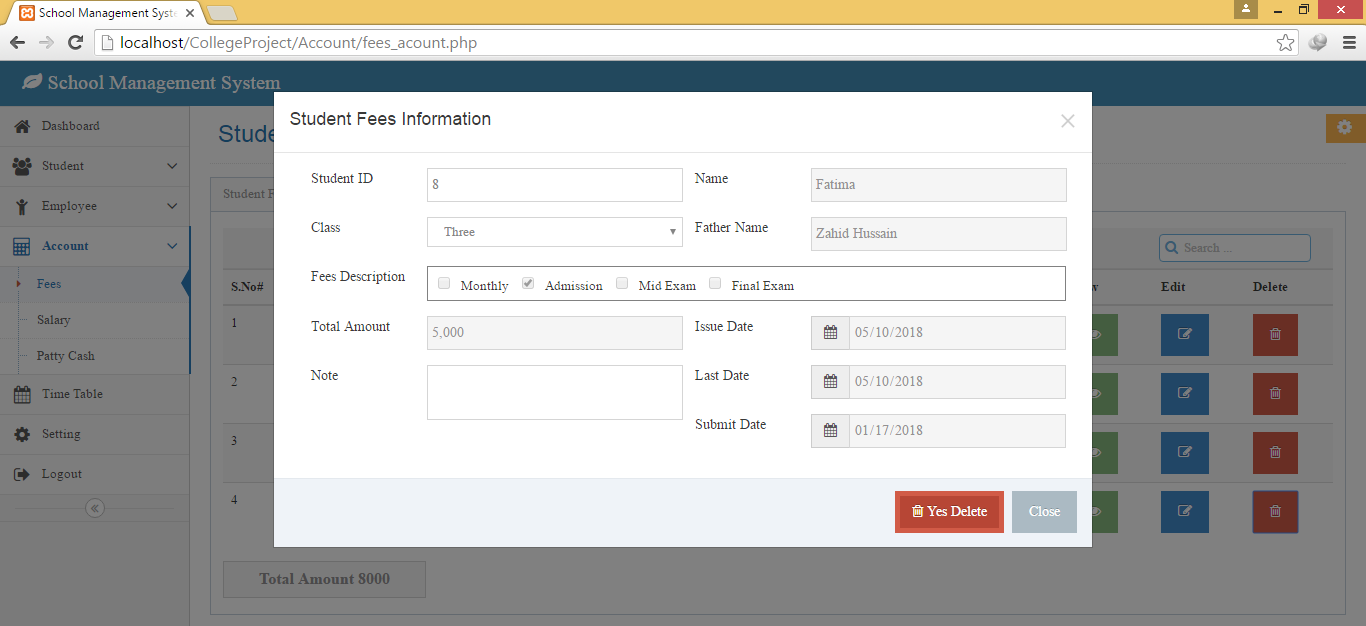 School Management Syst
localhost/CollegeProject/Account/fees_acount.php
School Management System
Dashboard
Student
Employee
Account
Fees
Salary
Patty Cash
Time Table
Setting
Logout
Stude
Student F
Search ...
S.No# w Edit Delete
1
2
3
4
Total Amount 8000
Student Fees Information
Student ID 8 Name Fatima
Class Three Father Name Zahid Hussain
Fees Description Monthly Admission Mid Exam Final Exam
Total Amount 5,000 Issue Date 05/10/2018
Note Last Date 05/10/2018
Submit Date 01/17/2018
Yes Delete Close